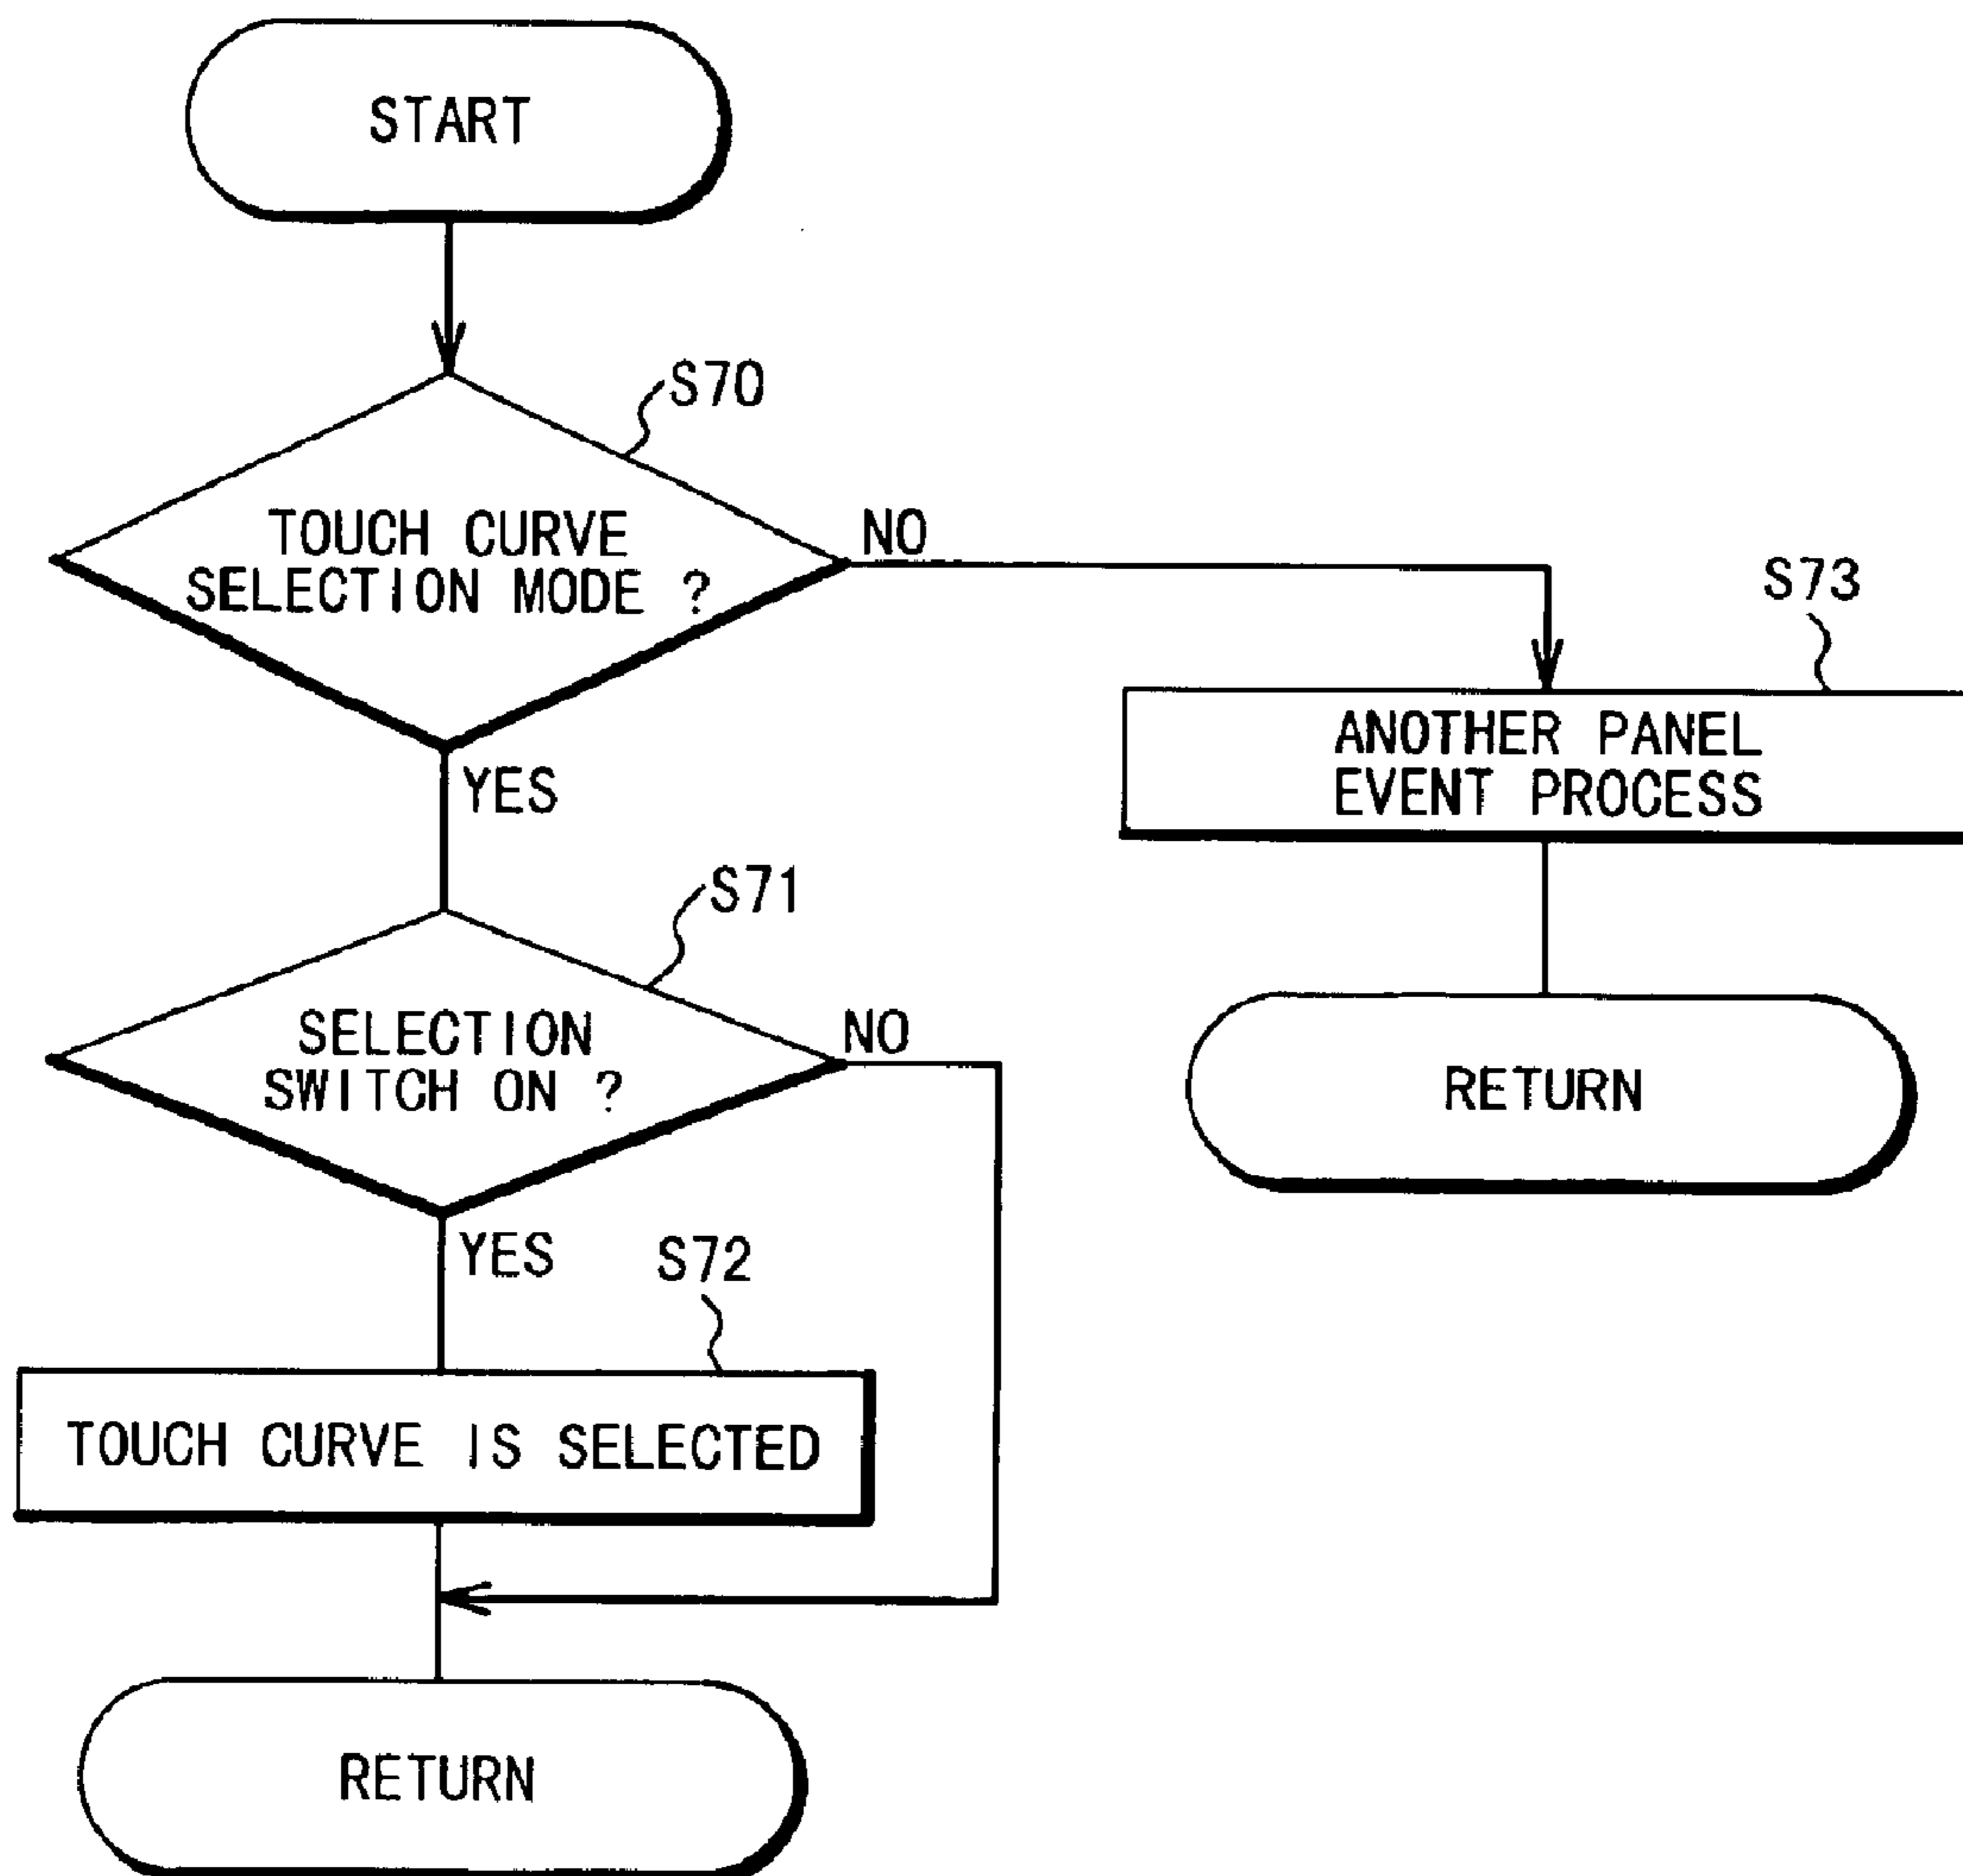 START
S70
TOUCH CURVE
SELECTION MODE ?
NO
YES
S73
ANOTHER PANEL
EVENT PROCESS
RETURN
S71
SELECTION
SWITCH ON ?
NO
YES
S72
TOUCH CURVE IS SELECTED
RETURN